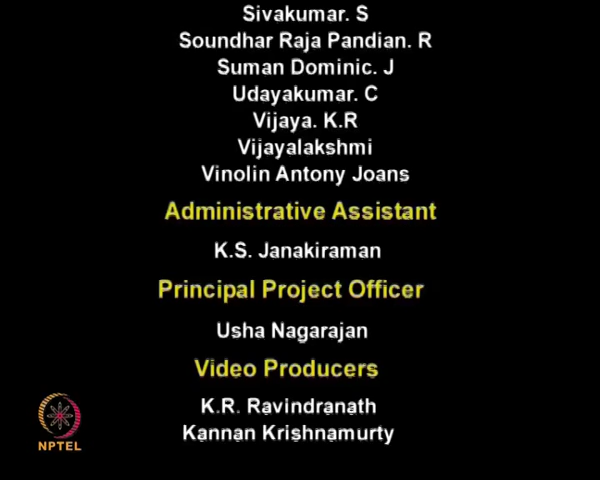 Sivakumar. S
Soundhar Raja Pandian. R
Suman Dominic. J
Udayakumar. C
Vijaya. K.R
Vijayalakshmi
Vinolin Antony Joans
Administrative Assistant
K.S. Janakiraman
Principal Project Officer
Usha Nagarajan
Video Producers
K.R. Ravindranath
Kannan Krishnamurty
NPTEL